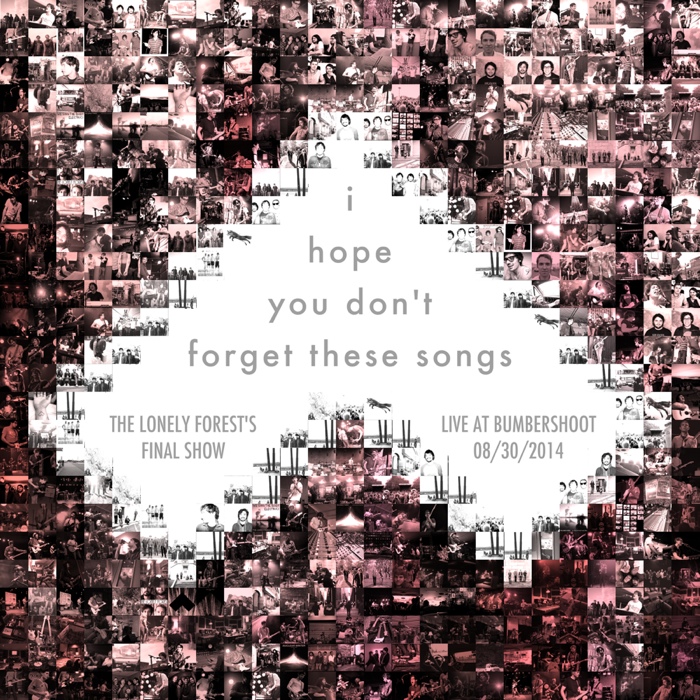 i
hope
you don't
forget these songs
THE LONELY FOREST'S
FINAL SHOW
LIVE AT BUMBERSHOOT
08/30/2014